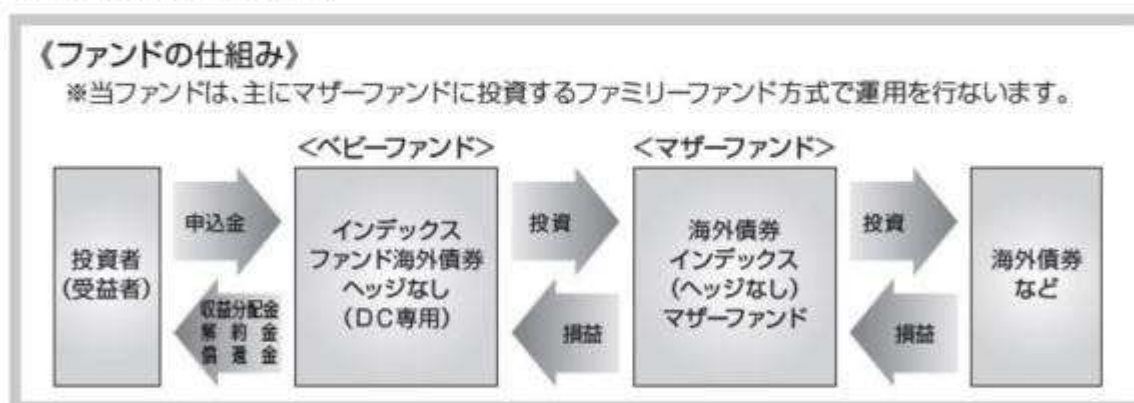 《ファンドの仕組み》
※当ファンドは、主にマザーファンドに投資するファミリーファンド方式で運用を行ないます。
<ベビーファンド>
<マザーファンド>
投資者
(受益者)
申込金
収益分配金
解約金
償還金
インデックス
ファンド海外債券
ヘッジなし
(DC専用)
投資
損益
海外債券
インデックス
(ヘッジなし)
マザーファンド
投資
損益
海外債券
など